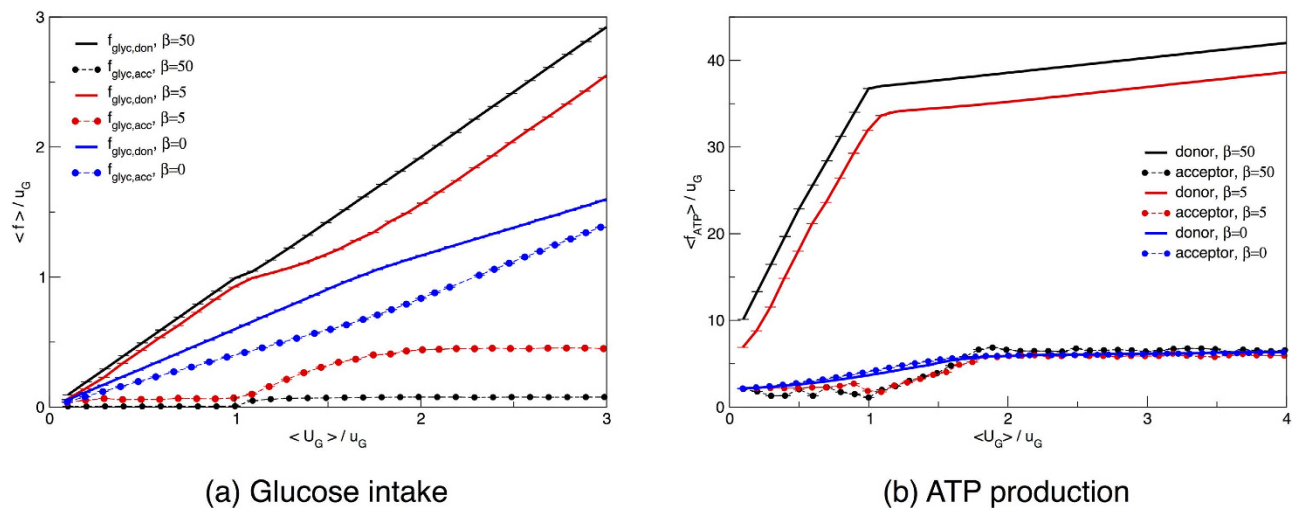 3
2
1
0
<f> / u_G
f_glyc,don, β=50
f_glyc,acc, β=50
f_glyc,don, β=5
f_glyc,acc, β=5
f_glyc,don, β=0
f_glyc,acc, β=0
0 1 2 3
< U_G > / u_G
(a) Glucose intake
40
30
20
10
0
<f_ATP> / u_G
donor, β=50
acceptor, β=50
donor, β=5
acceptor, β=5
donor, β=0
acceptor, β=0
0 1 2 3 4
<U_G> / u_G
(b) ATP production